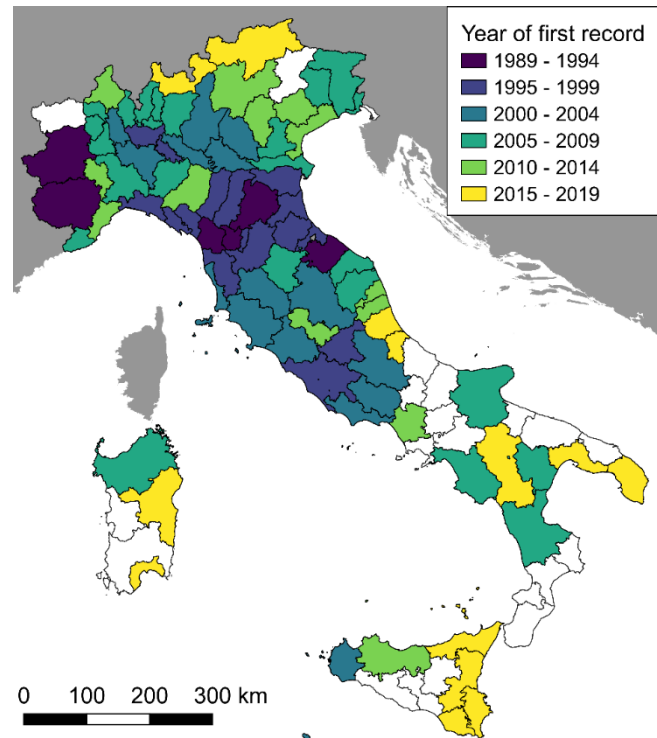 Year of first record
1989 - 1994
1995 - 1999
2000 - 2004
2005 - 2009
2010 - 2014
2015 - 2019
0 100 200 300 km